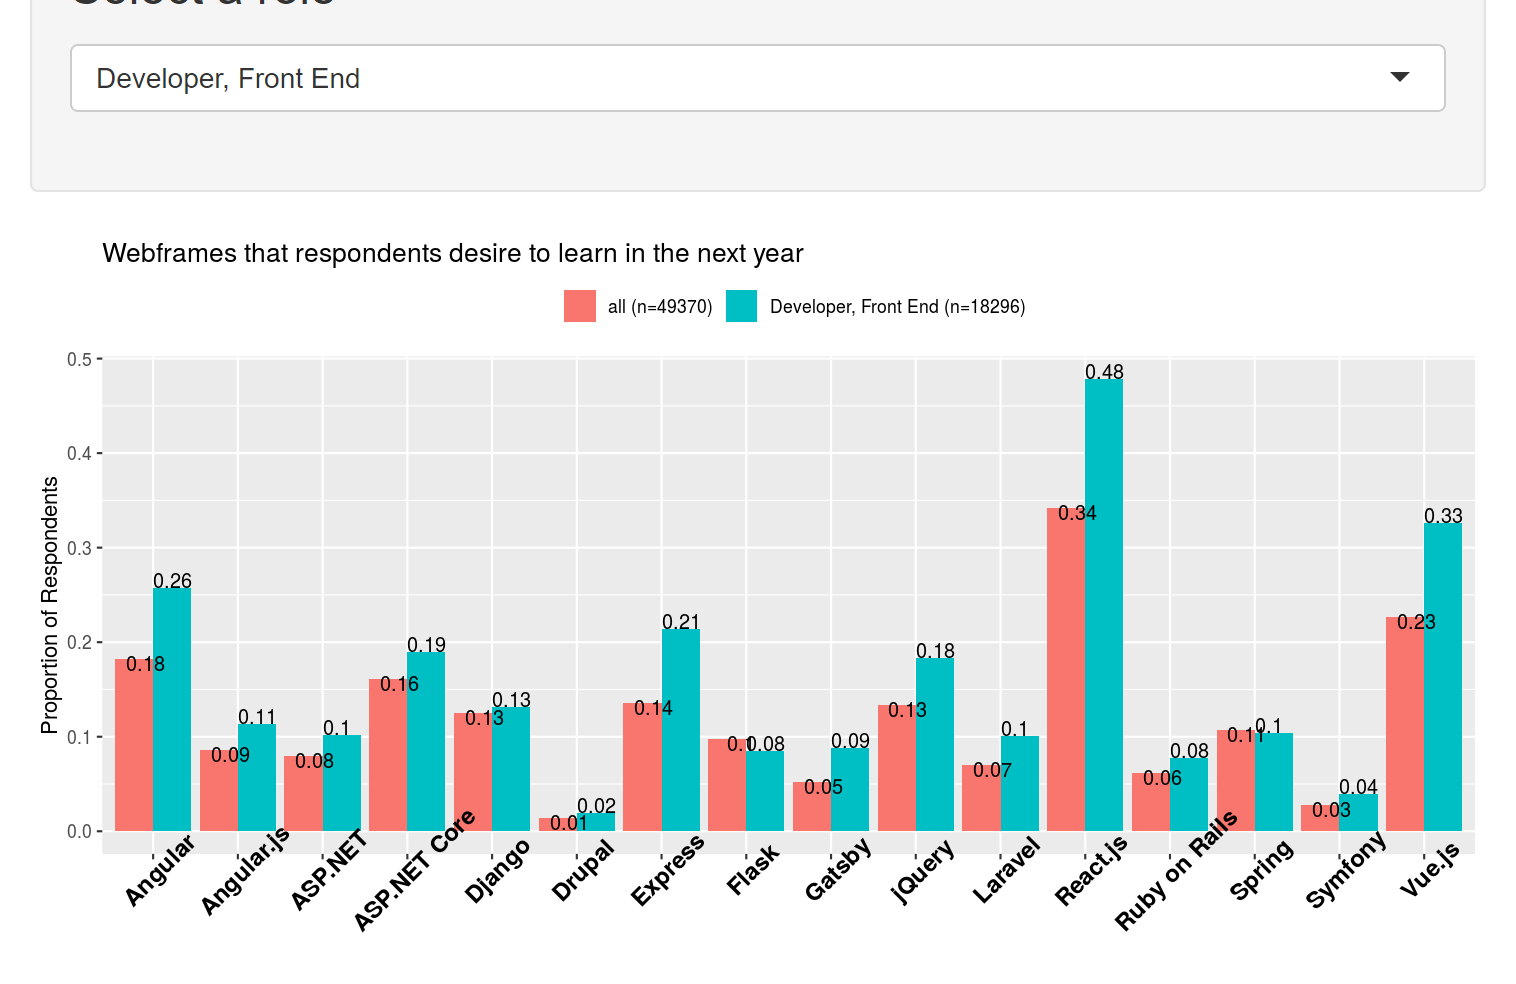 Select a role
Developer, Front End
Webframes that respondents desire to learn in the next year
all (n=49370) Developer, Front End (n=18296)
Proportion of Respondents
0.5
0.4
0.3
0.2
0.1
0.0
0.18 0.26
0.09 0.11
0.08 0.1
0.16 0.19
0.13 0.13
0.01 0.02
0.14 0.21
0.1 0.08
0.05 0.09
0.13 0.18
0.07 0.1
0.34 0.48
0.06 0.08
0.11 0.1
0.03 0.04
0.23 0.33
Angular
Angular.js
ASP.NET
ASP.NET Core
Django
Drupal
Express
Flask
Gatsby
jQuery
Laravel
React.js
Ruby on Rails
Spring
Symfony
Vue.js